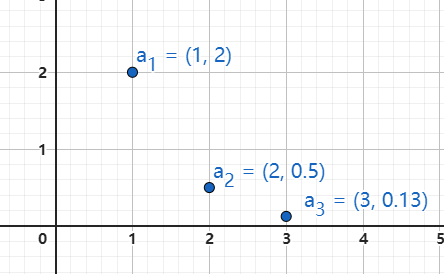 a1 = (1, 2)
2
1
a2 = (2, 0.5)
a3 = (3, 0.13)
0 1 2 3 4 5